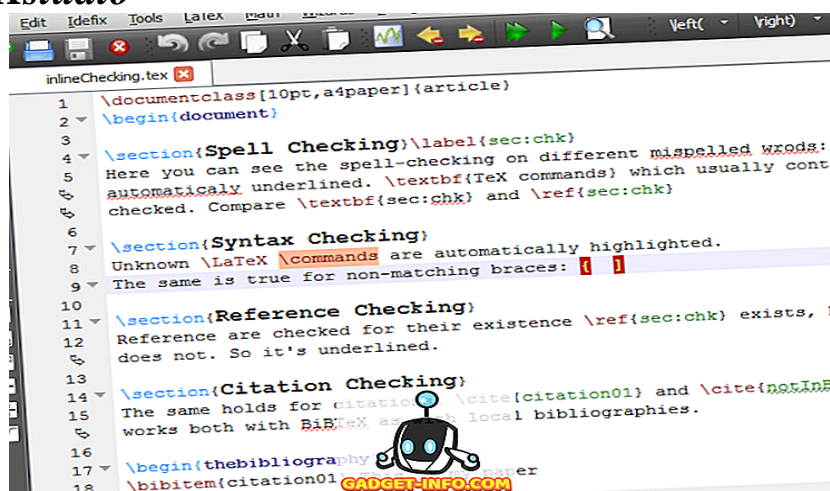 Edit Idefix Tools LaTeX Math
\left( \right)
inlineChecking.tex
1 \documentclass[10pt,a4paper]{article}
2 \begin{document}
3
4 \section{Spell Checking}\label{sec:chk}
5 Here you can see the spell-checking on different mispelled wrods:
automaticaly underlined. \textbf{TeX commands} which usually
checked. Compare \textbf{sec:chk} and \ref{sec:chk}
6
7 \section{Syntax Checking}
8 Unknown \LaTeX \commands are automatically highlighted.
9 The same is true for non-matching braces: { ]
10
11 \section{Reference Checking}
12 Reference are checked for their existence \ref{sec:chk} exists,
does not. So it's underlined.
13
14 \section{Citation Checking}
15 The same holds for citation \cite{citation01} and \cite{
works both with BiBTeX as with local bibliographies.
16
17 \begin{thebibliography
18 \bibitem{citation01 paper
GADGET-INFO.COM